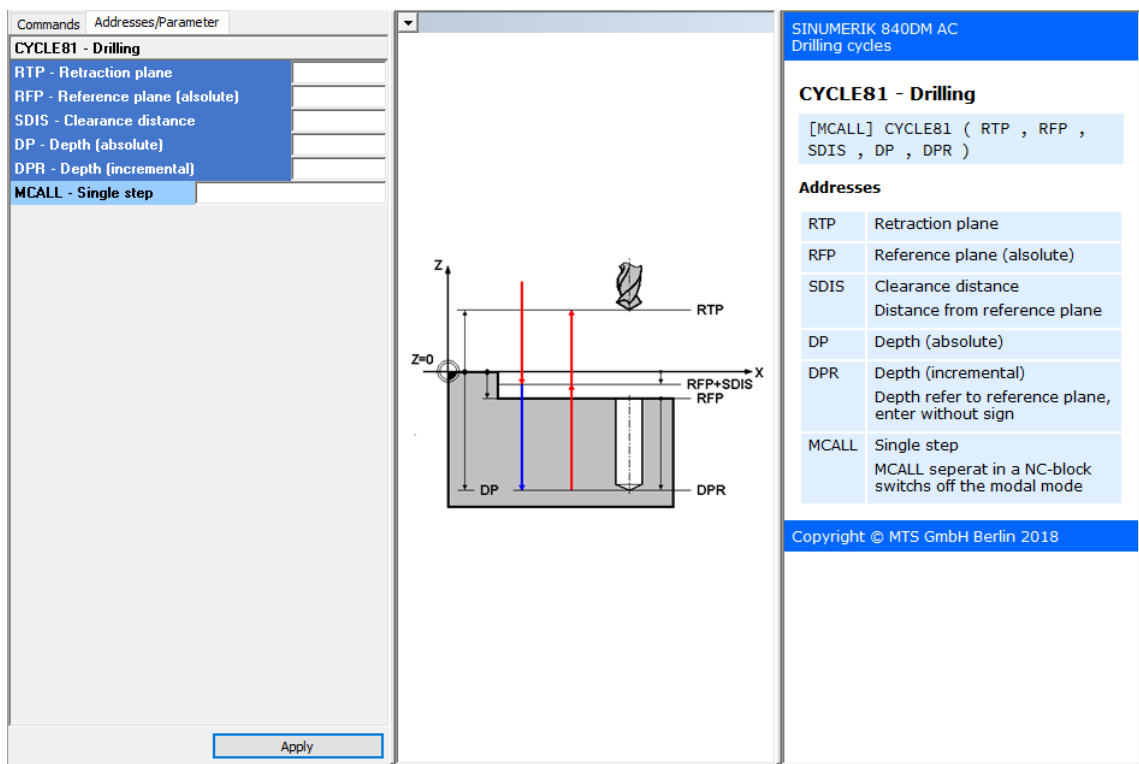 Commands Addresses/Parameter
CYCLE81 - Drilling
RTP - Retraction plane
RFP - Reference plane (alsolute)
SDIS - Clearance distance
DP - Depth (absolute)
DPR - Depth (incremental)
MCALL - Single step
Apply
Z
RTP
Z=0
X
RFP+SDIS
RFP
DP
DPR
SINUMERIK 840DM AC
Drilling cycles
CYCLE81 - Drilling
[MCALL] CYCLE81 ( RTP , RFP ,
SDIS , DP , DPR )
Addresses
RTP Retraction plane
RFP Reference plane (alsolute)
SDIS Clearance distance
Distance from reference plane
DP Depth (absolute)
DPR Depth (incremental)
Depth refer to reference plane,
enter without sign
MCALL Single step
MCALL seperat in a NC-block
switchs off the modal mode
Copyright © MTS GmbH Berlin 2018